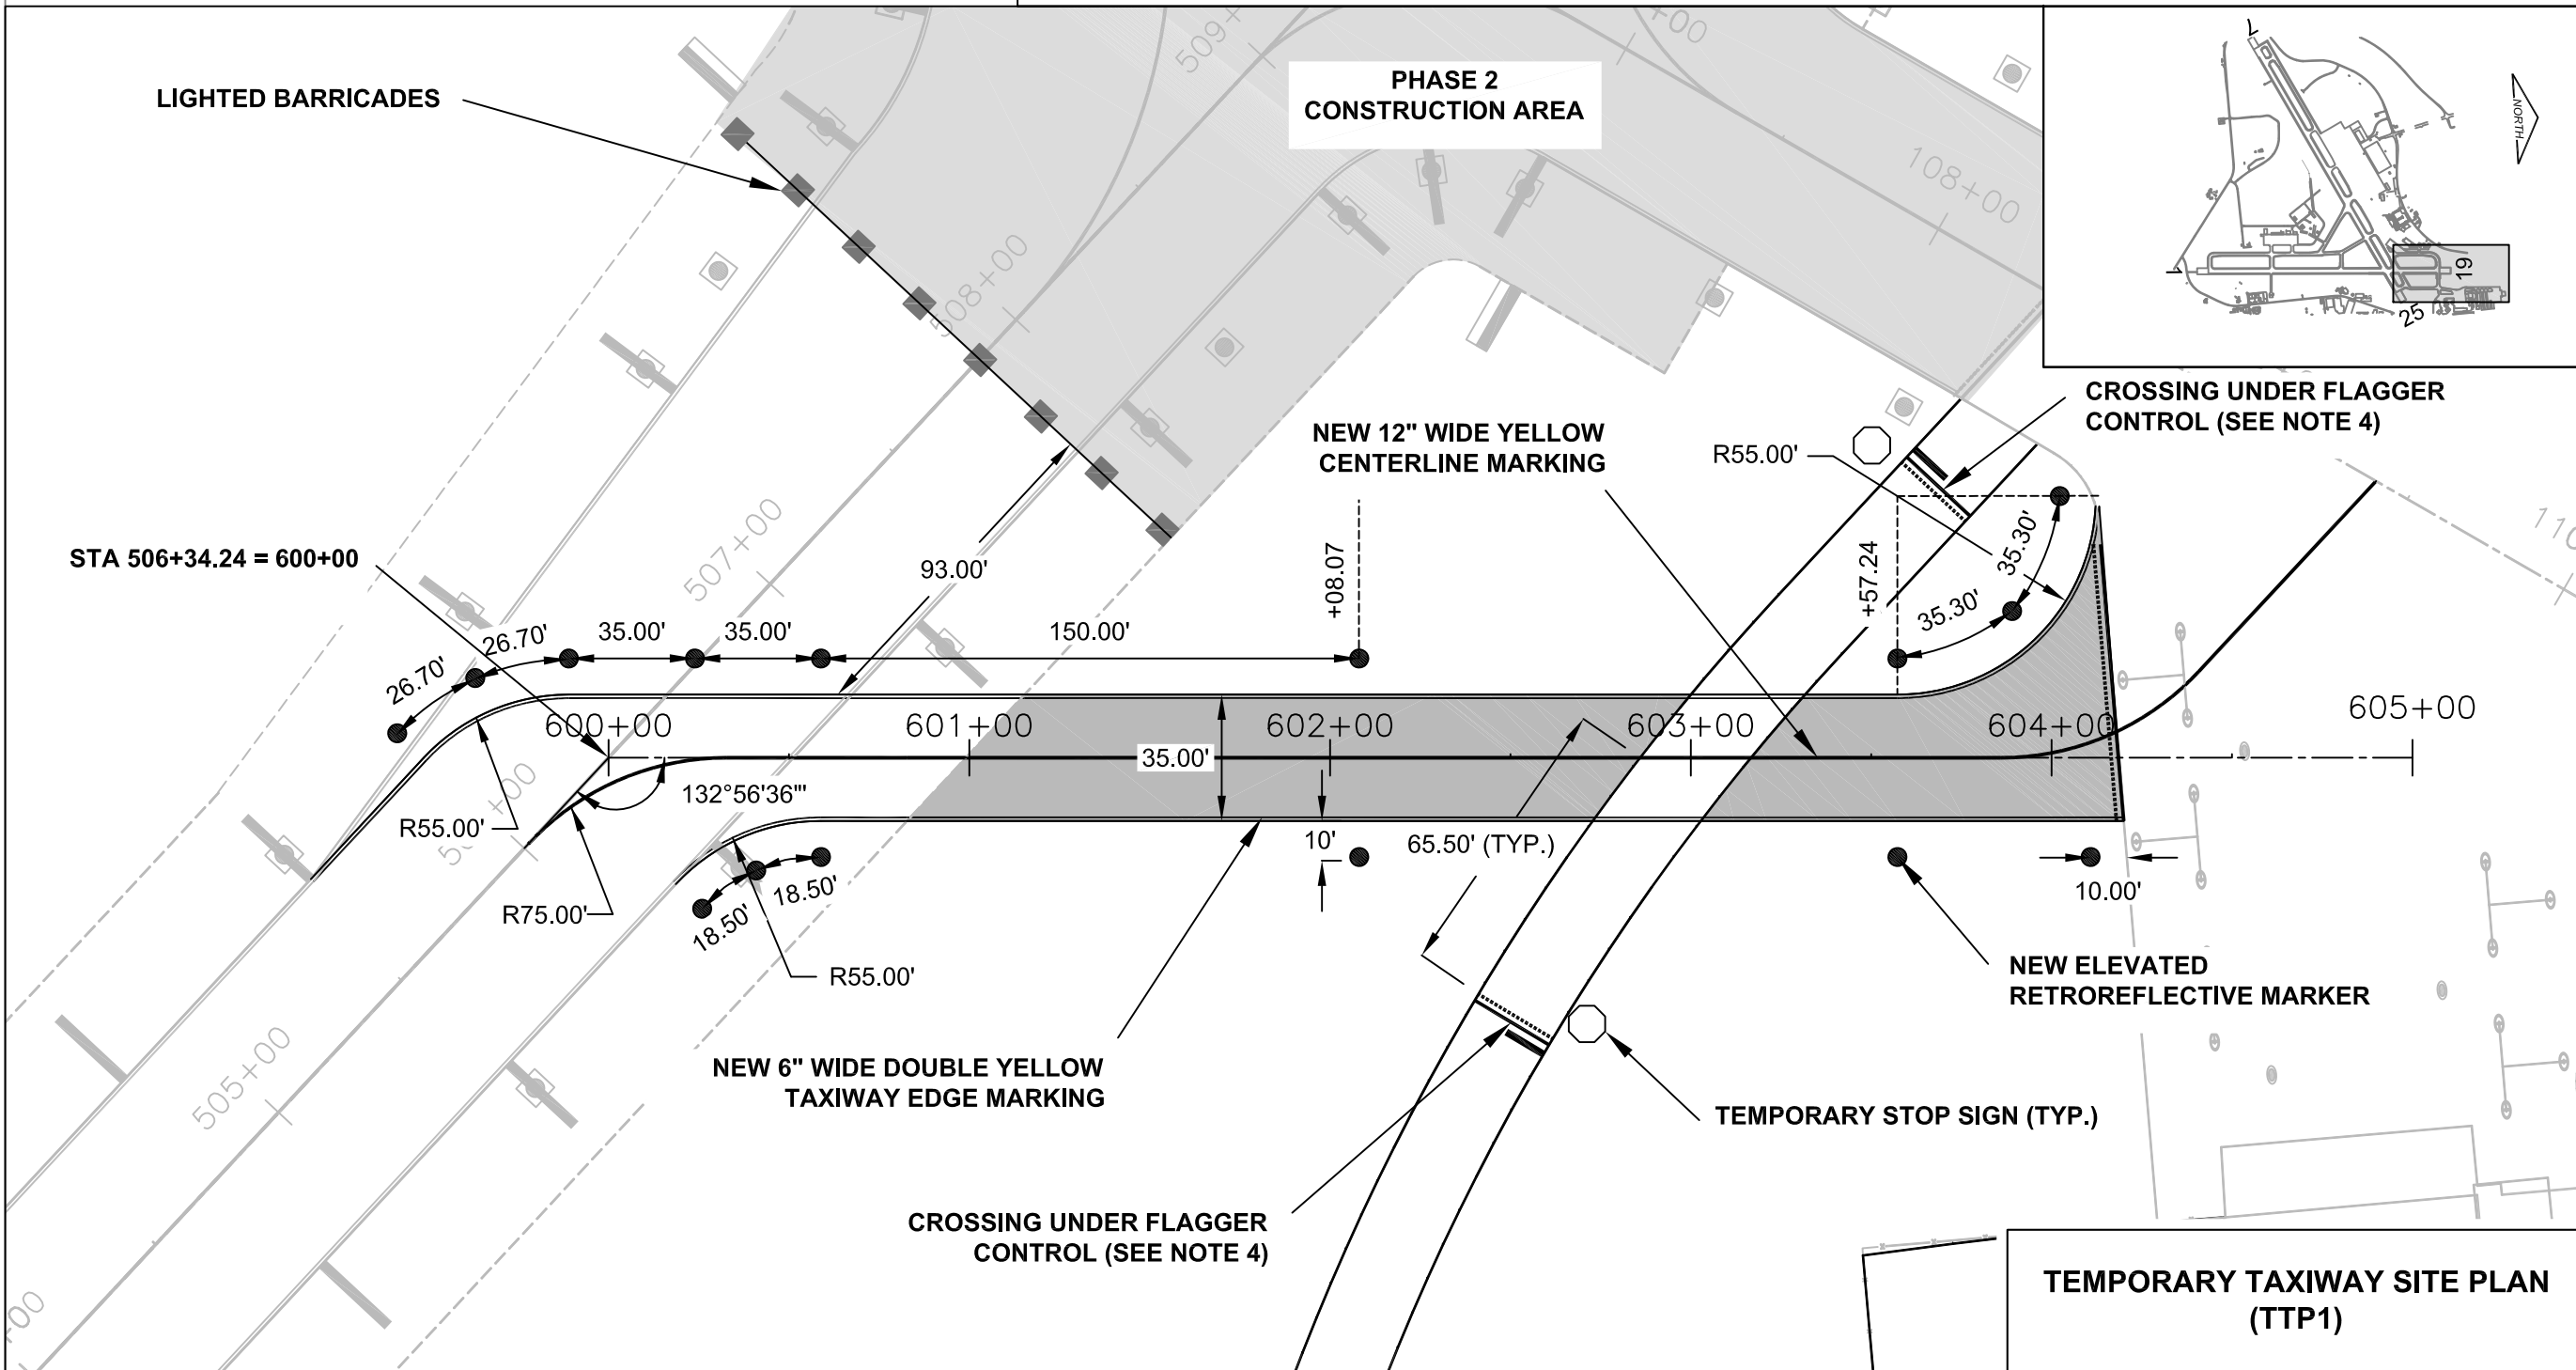 LIGHTED BARRICADES
PHASE 2
CONSTRUCTION AREA
509+
+00
108+00
508+00
507+00
NORTH
7
1
19
25
CROSSING UNDER FLAGGER
CONTROL (SEE NOTE 4)
NEW 12" WIDE YELLOW
CENTERLINE MARKING
R55.00'
STA 506+34.24 = 600+00
93.00'
+08.07
+57.24
35.30'
35.30'
110
26.70'
26.70'
35.00'
35.00'
150.00'
600+00
601+00
602+00
603+00
604+00
605+00
35.00'
132°56'36"'
R55.00'
+00
10'
65.50' (TYP.)
10.00'
R75.00'
18.50'
18.50'
R55.00'
NEW ELEVATED
RETROREFLECTIVE MARKER
505+00
NEW 6" WIDE DOUBLE YELLOW
TAXIWAY EDGE MARKING
TEMPORARY STOP SIGN (TYP.)
CROSSING UNDER FLAGGER
CONTROL (SEE NOTE 4)
+00
TEMPORARY TAXIWAY SITE PLAN
(TTP1)